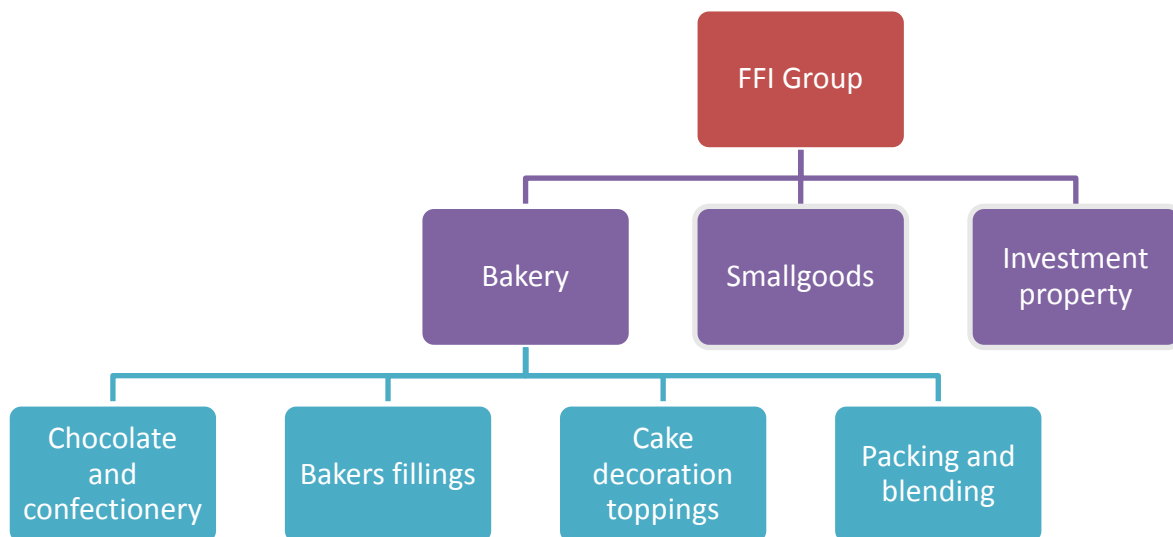 FFI Group
Bakery
Smallgoods
Investment
property
Chocolate
and
confectionery
Bakers fillings
Cake
decoration
toppings
Packing and
blending